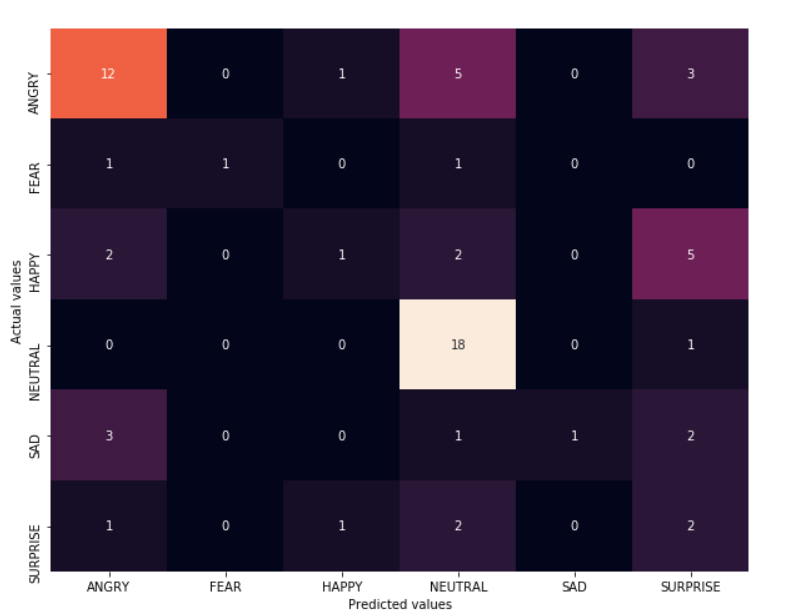 ANGRY 12 0 1 5 0 3
FEAR 1 1 0 1 0 0
HAPPY 2 0 1 2 0 5
NEUTRAL 0 0 0 18 0 1
SAD 3 0 0 1 1 2
SURPRISE 1 0 1 2 0 2
Actual values
ANGRY FEAR HAPPY NEUTRAL SAD SURPRISE
Predicted values